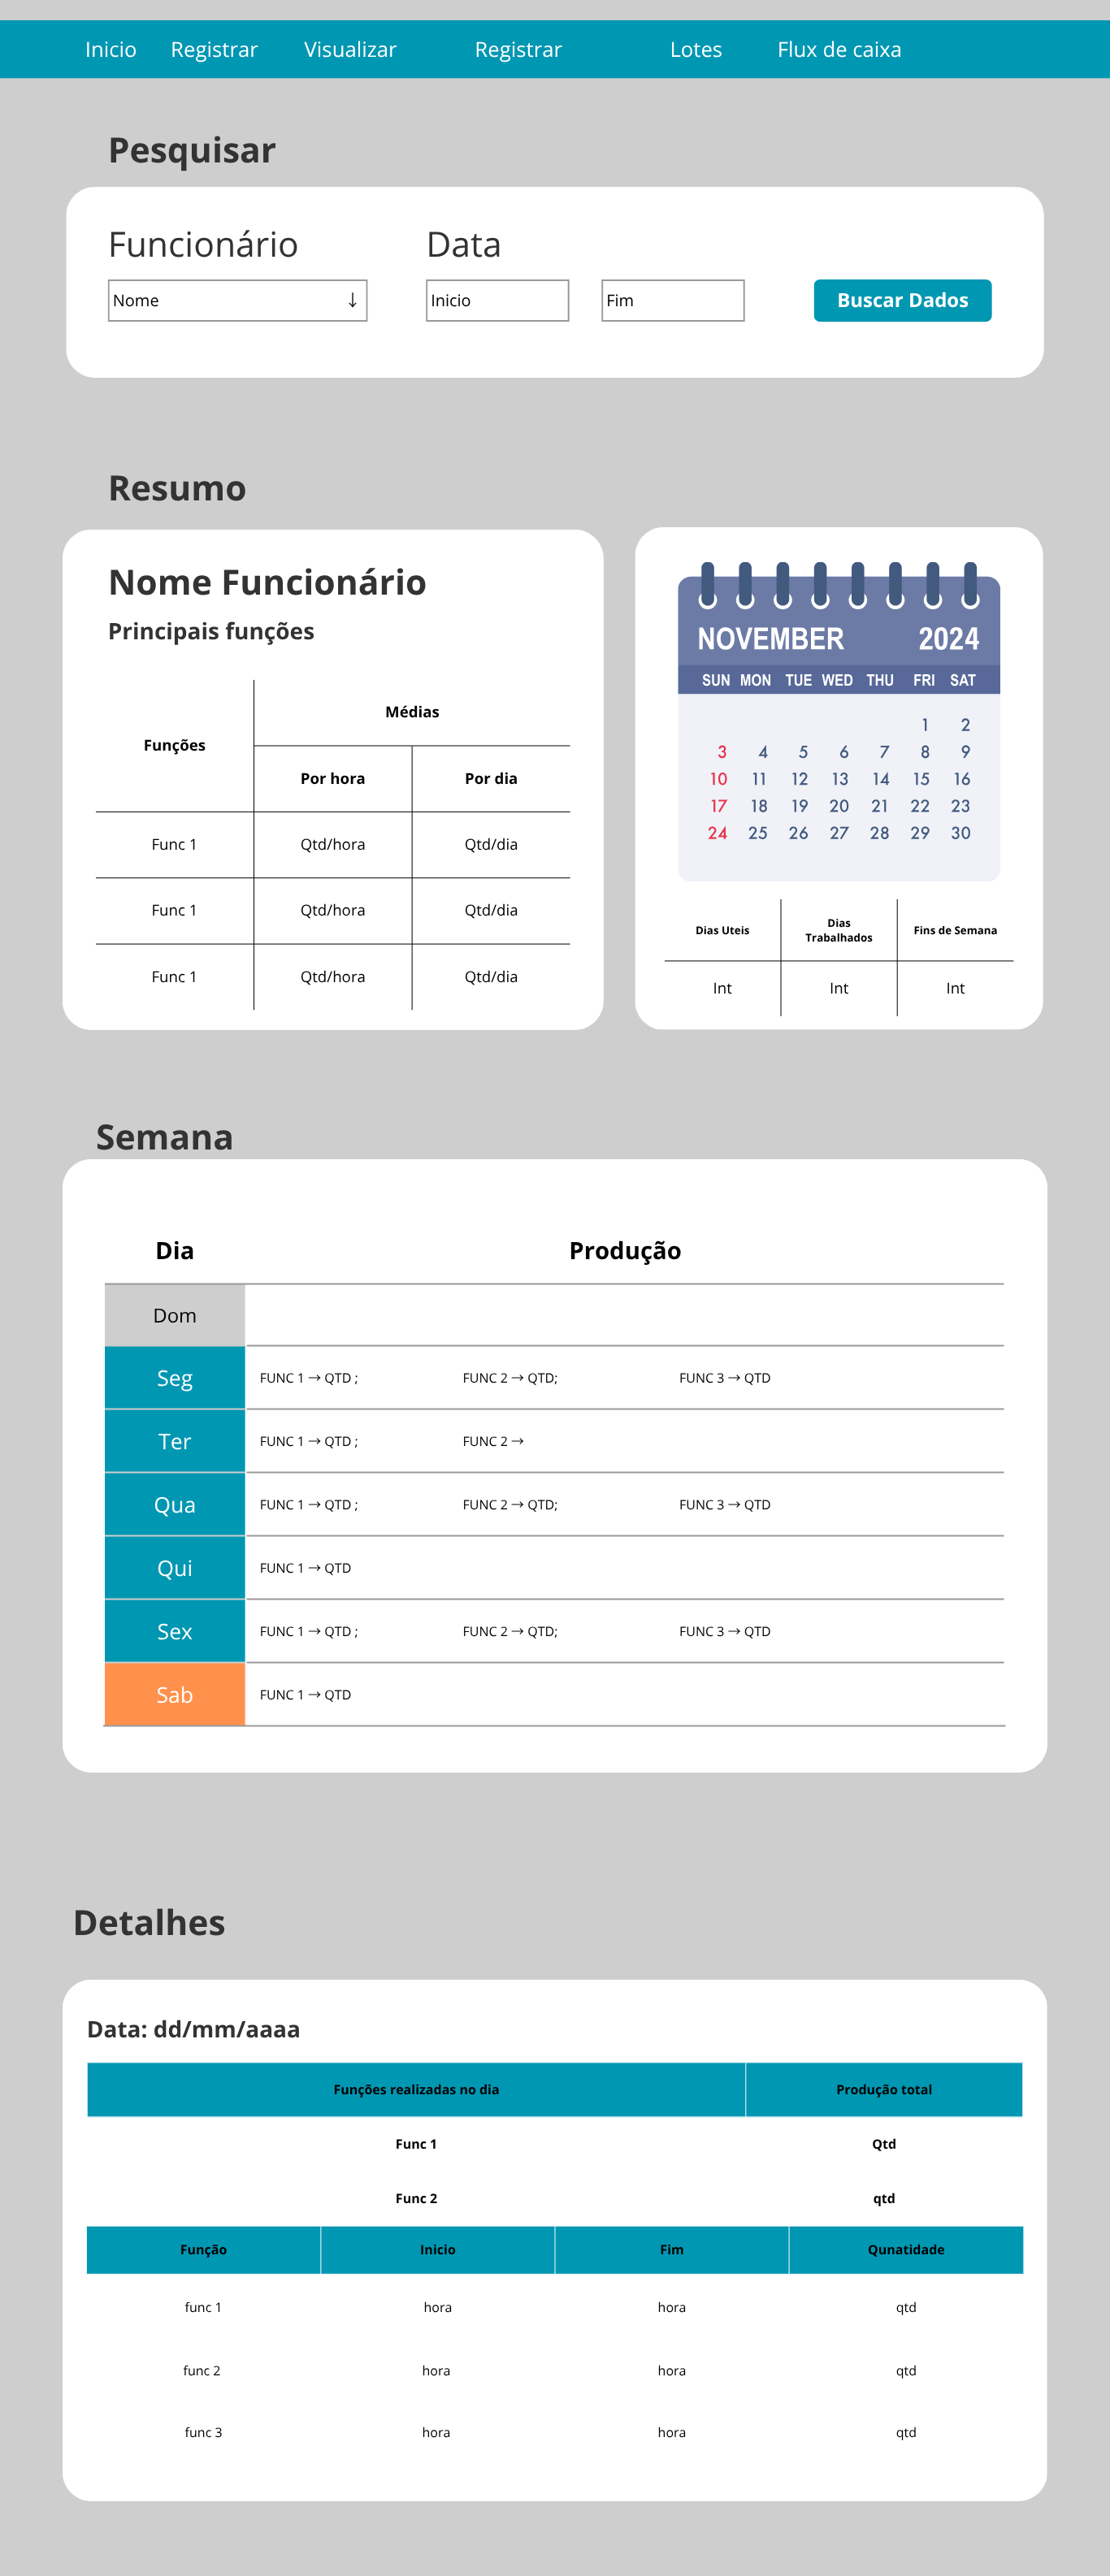 Inicio Registrar Visualizar Registrar Lotes Flux de caixa
Pesquisar
Funcionário Data
Nome ↓ Inicio Fim Buscar Dados
Resumo
Nome Funcionário
Principais funções
Funções Médias
Por hora Por dia
Func 1 Qtd/hora Qtd/dia
Func 1 Qtd/hora Qtd/dia
Func 1 Qtd/hora Qtd/dia
NOVEMBER 2024
SUN MON TUE WED THU FRI SAT
1 2
3 4 5 6 7 8 9
10 11 12 13 14 15 16
17 18 19 20 21 22 23
24 25 26 27 28 29 30
Dias Uteis Dias Trabalhados Fins de Semana
Int Int Int
Semana
Dia Produção
Dom
Seg FUNC 1 → QTD ; FUNC 2 → QTD; FUNC 3 → QTD
Ter FUNC 1 → QTD ; FUNC 2 →
Qua FUNC 1 → QTD ; FUNC 2 → QTD; FUNC 3 → QTD
Qui FUNC 1 → QTD
Sex FUNC 1 → QTD ; FUNC 2 → QTD; FUNC 3 → QTD
Sab FUNC 1 → QTD
Detalhes
Data: dd/mm/aaaa
Funções realizadas no dia Produção total
Func 1 Qtd
Func 2 qtd
Função Inicio Fim Qunatidade
func 1 hora hora qtd
func 2 hora hora qtd
func 3 hora hora qtd